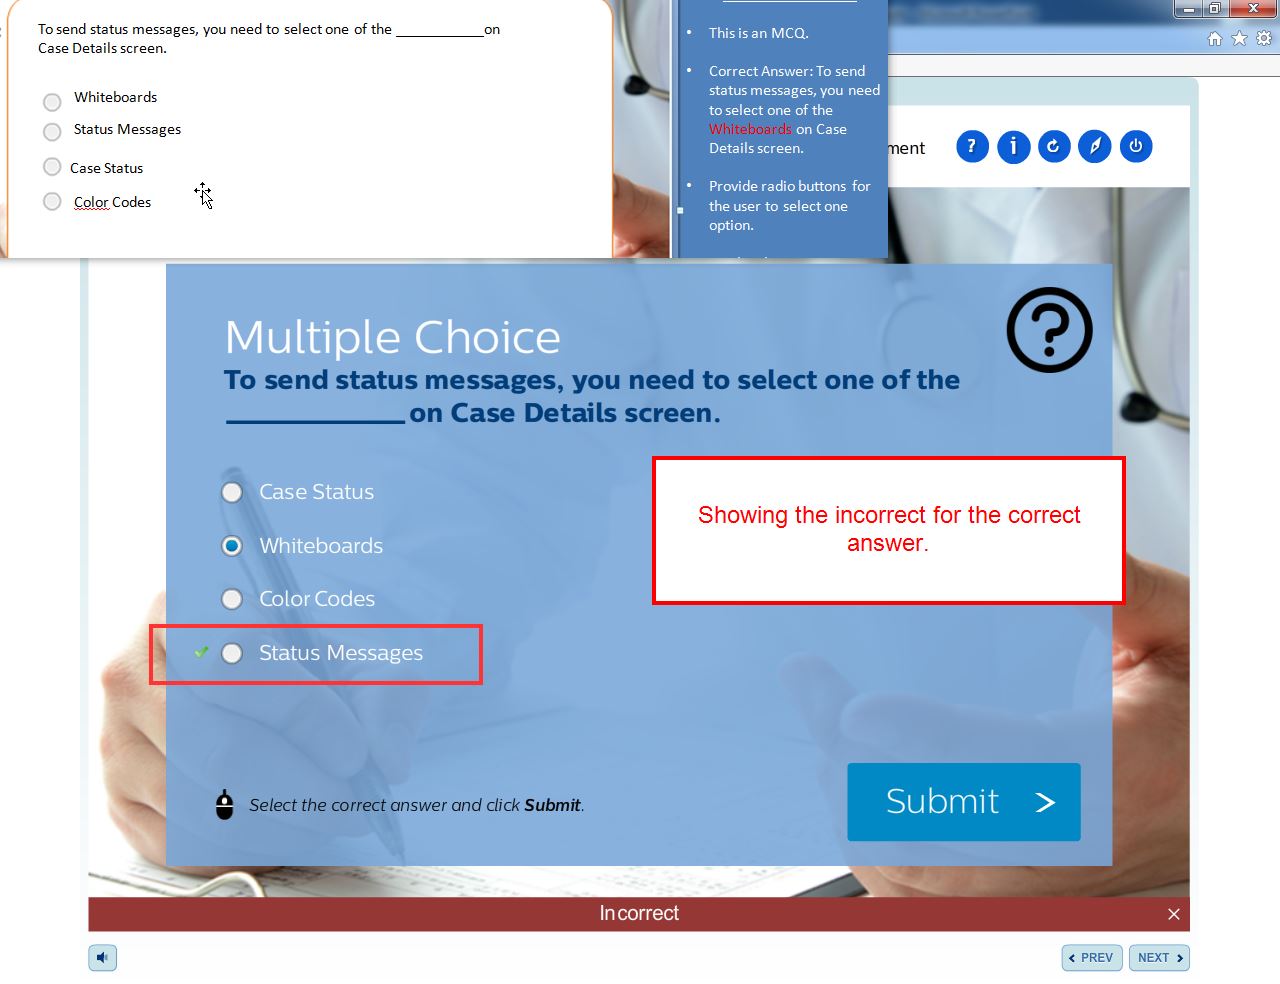 To send status messages, you need to select one of the ___________on
Case Details screen.
Whiteboards
Status Messages
Case Status
Color Codes
• This is an MCQ.
• Correct Answer: To send
status messages, you need
to select one of the
Whiteboards on Case
Details screen.
• Provide radio buttons for
the user to select one
option.
ment
Multiple Choice
To send status messages, you need to select one of the
____________ on Case Details screen.
Case Status
Whiteboards
Color Codes
Status Messages
Showing the incorrect for the correct
answer.
Select the correct answer and click Submit.
Submit >
Incorrect
PREV
NEXT